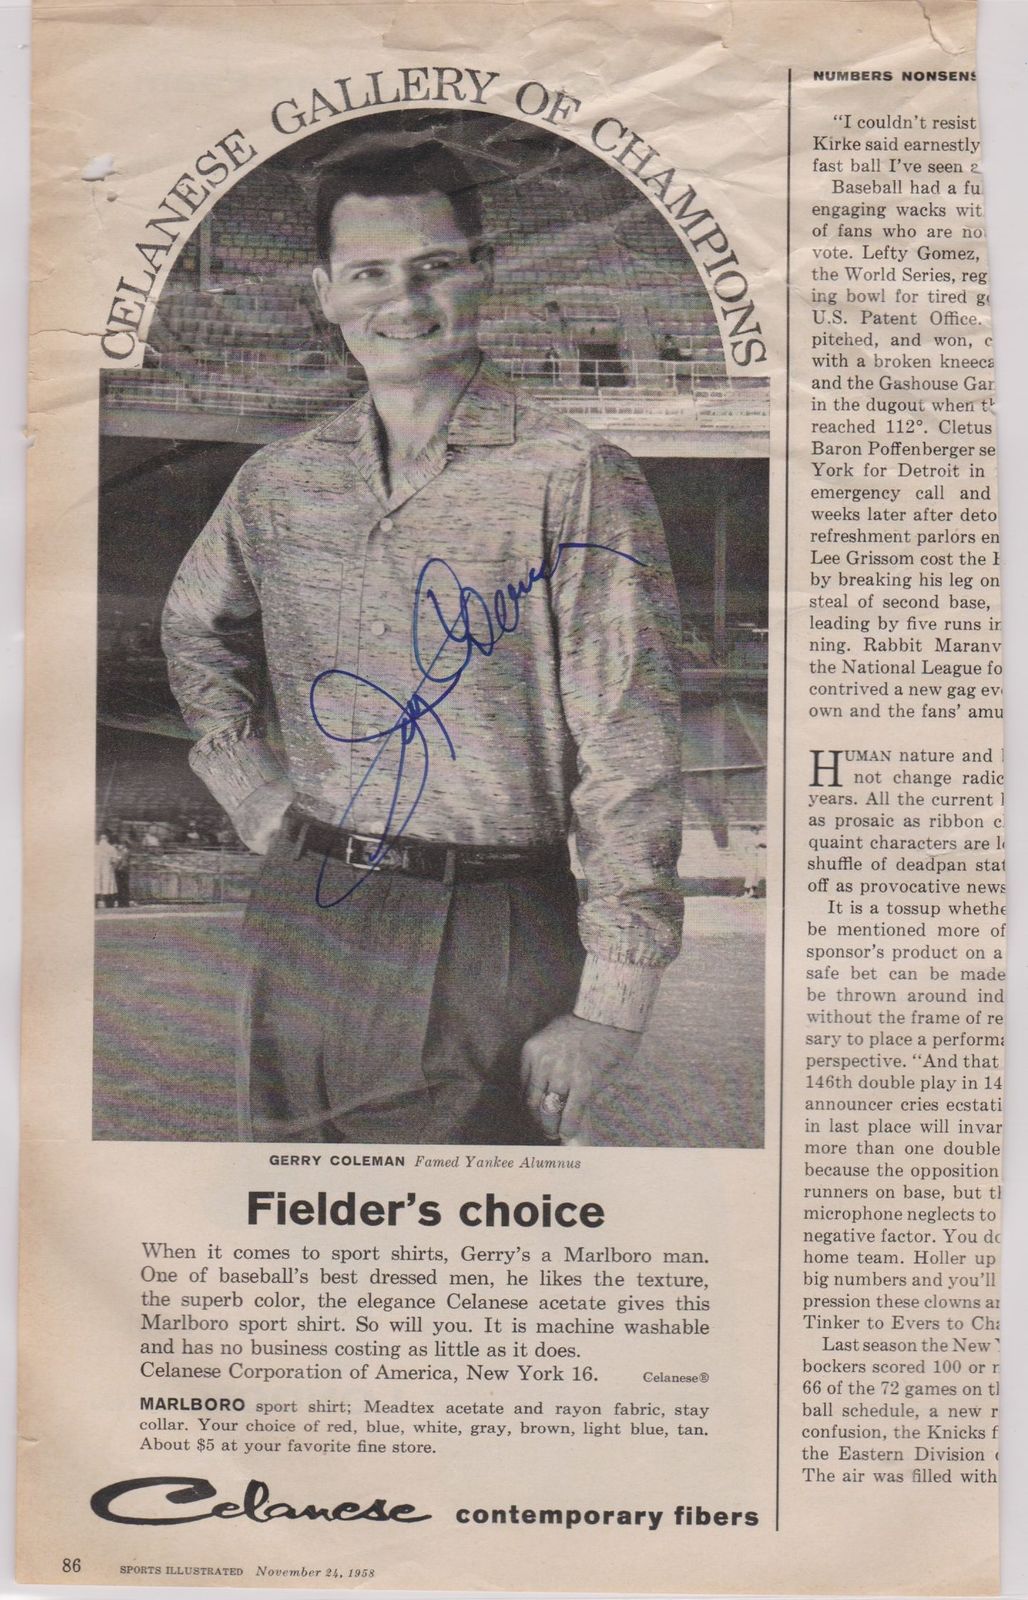 CELANESE GALLERY OF CHAMPIONS
Jerry Coleman
GERRY COLEMAN Famed Yankee Alumnus
Fielder's choice
When it comes to sport shirts, Gerry's a Marlboro man.
One of baseball's best dressed men, he likes the texture,
the superb color, the elegance Celanese acetate gives this
Marlboro sport shirt. So will you. It is machine washable
and has no business costing as little as it does.
Celanese Corporation of America, New York 16. Celanese®
MARLBORO sport shirt; Meadtex acetate and rayon fabric, stay
collar. Your choice of red, blue, white, gray, brown, light blue, tan.
About $5 at your favorite fine store.
Celanese contemporary fibers
86 SPORTS ILLUSTRATED November 24, 1958
NUMBERS NONSENS
"I couldn't resist
Kirke said earnestly
fast ball I've seen
Baseball had a fu
engaging wacks wit
of fans who are no
vote. Lefty Gomez,
the World Series, reg
ing bowl for tired g
U.S. Patent Office.
pitched, and won, c
with a broken kneeca
and the Gashouse Gar
in the dugout when t
reached 112°. Cletus
Baron Poffenberger se
York for Detroit in
emergency call and
weeks later after deto
refreshment parlors en
Lee Grissom cost the
by breaking his leg on
steal of second base,
leading by five runs in
ning. Rabbit Maranv
the National League fo
contrived a new gag ev
own and the fans' amu
HUMAN nature and
not change radic
years. All the current
as prosaic as ribbon c
quaint characters are l
shuffle of deadpan stat
off as provocative news
It is a tossup whethe
be mentioned more of
sponsor's product on a
safe bet can be made
be thrown around ind
without the frame of re
sary to place a performa
perspective. "And that
146th double play in 14
announcer cries ecstati
in last place will invar
more than one double
because the opposition
runners on base, but t
microphone neglects to
negative factor. You do
home team. Holler up
big numbers and you'll
pression these clowns ar
Tinker to Evers to Cha
Last season the New
bockers scored 100 or
66 of the 72 games on t
ball schedule, a new r
confusion, the Knicks f
the Eastern Division
The air was filled with